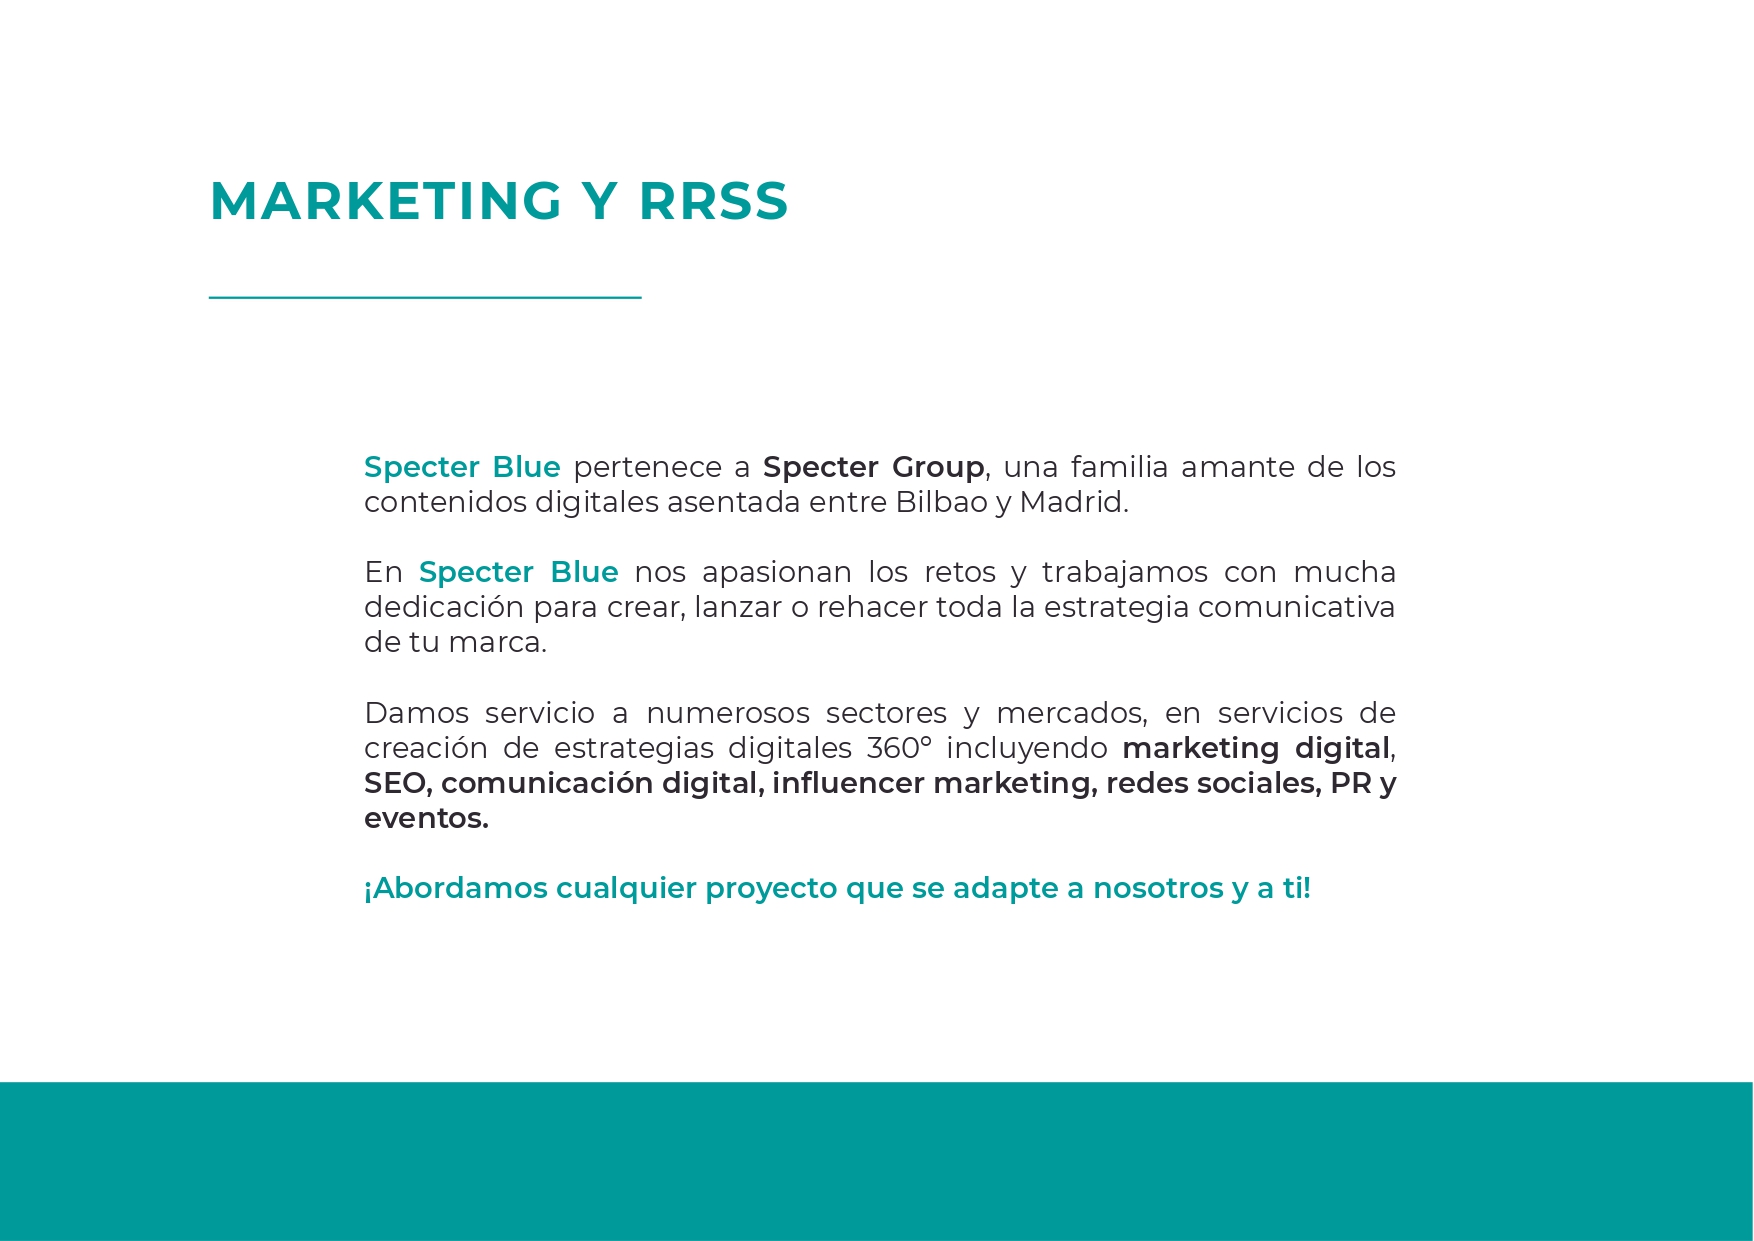 MARKETING Y RRSS
Specter Blue pertenece a Specter Group, una familia amante de los
contenidos digitales asentada entre Bilbao y Madrid.
En Specter Blue nos apasionan los retos y trabajamos con mucha
dedicación para crear, lanzar o rehacer toda la estrategia comunicativa
de tu marca.
Damos servicio a numerosos sectores y mercados, en servicios de
creación de estrategias digitales 360º incluyendo marketing digital,
SEO, comunicación digital, influencer marketing, redes sociales, PR y
eventos.
¡Abordamos cualquier proyecto que se adapte a nosotros y a ti!